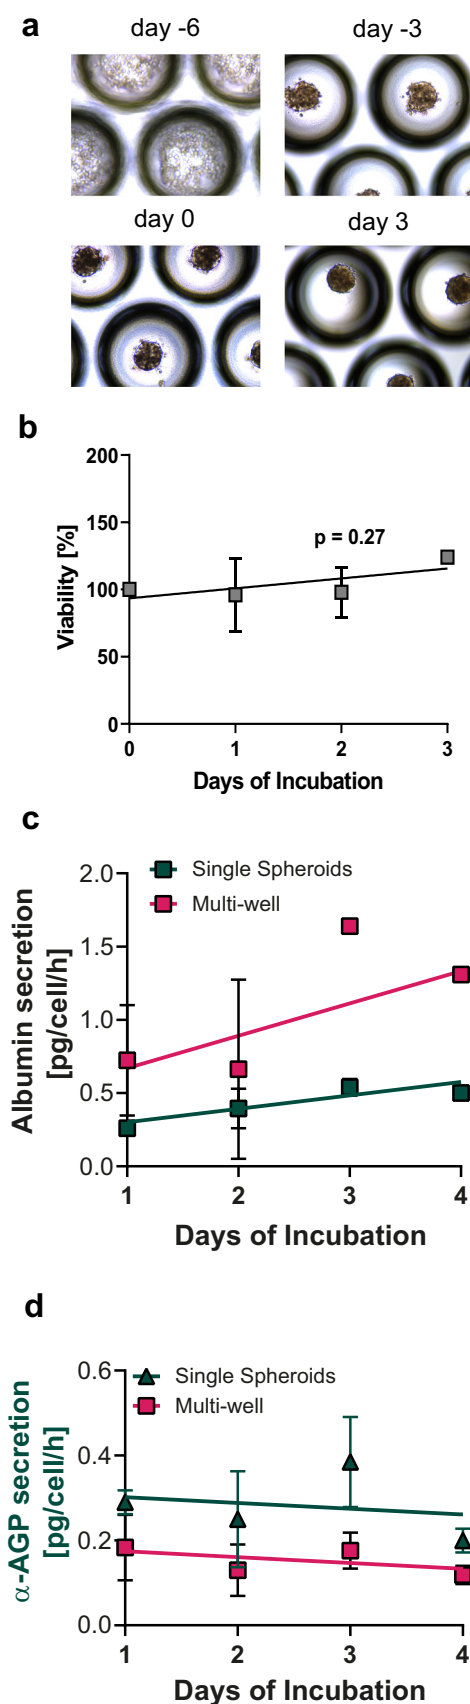 a
day -6
day -3
day 0
day 3
b
200
150
100
50
0
Viability [%]
p = 0.27
0 1 2 3
Days of Incubation
c
Single Spheroids
Multi-well
2.0
1.5
1.0
0.5
0.0
Albumin secretion
[pg/cell/h]
1 2 3 4
Days of Incubation
d
Single Spheroids
Multi-well
0.6
0.4
0.2
0.0
α-AGP secretion
[pg/cell/h]
1 2 3 4
Days of Incubation